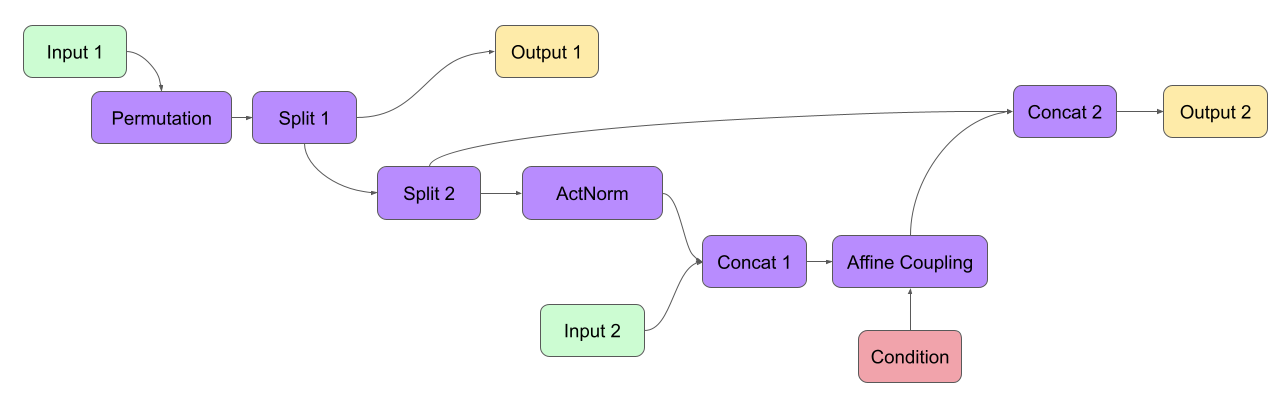 Input 1
Output 1
Permutation
Split 1
Concat 2
Output 2
Split 2
ActNorm
Concat 1
Affine Coupling
Input 2
Condition